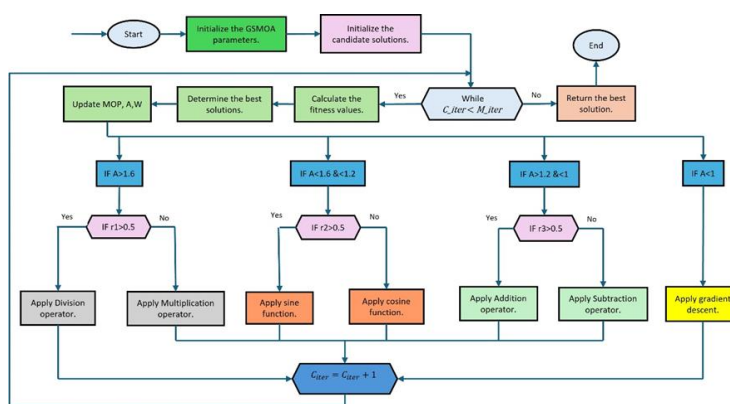 Start
Initialize the GSMOA
parameters.
Initialize the
candidate solutions.
End
Update MOP, A,W
Determine the best
solutions.
Calculate the
fitness values.
Yes
While
C_iter < M_iter
No
Return the best
solution.
IF A>1.6
IF A<1.6 &<1.2
IF A>1.2 &<1
IF A<1
Yes
IF r1>0.5
No
Yes
IF r2>0.5
No
Yes
IF r3>0.5
No
Apply Division
operator.
Apply Multiplication
operator.
Apply sine
function.
Apply cosine
function.
Apply Addition
operator.
Apply Subtraction
operator.
Apply gradient
descent.
C_iter = C_iter + 1